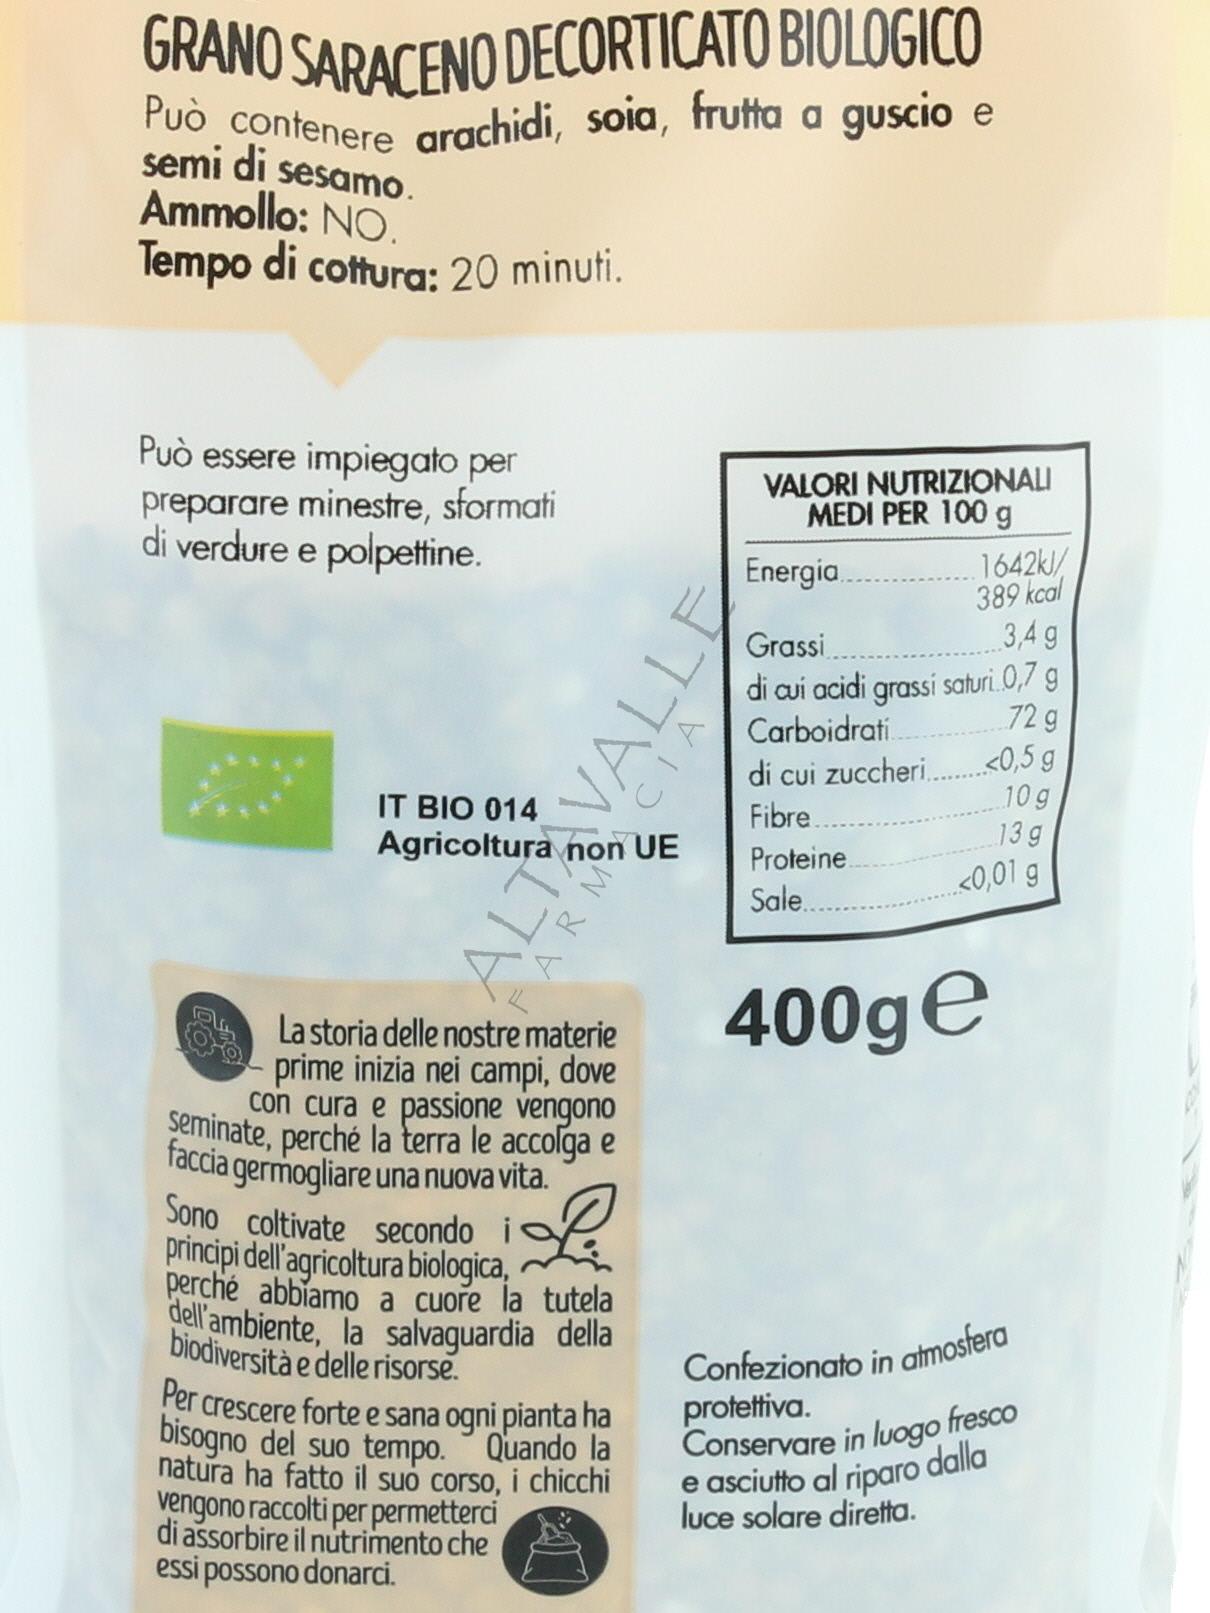 GRANO SARACENO DECORTICATO BIOLOGICO
Può contenere arachidi, soia, frutta a guscio e
semi di sesamo.
Ammollo: NO.
Tempo di cottura: 20 minuti.
Può essere impiegato per
preparare minestre, sformati
di verdure e polpettine.
VALORI NUTRIZIONALI
MEDI PER 100 g
Energia 1642kJ/
389 kcal
Grassi 3,4 g
di cui acidi grassi saturi 0,7 g
Carboidrati 72 g
di cui zuccheri <0,5 g
Fibre 10 g
Proteine 13 g
Sale <0,01 g
IT BIO 014
Agricoltura non UE
ALTAVALLE
FARMACIA
400g e
La storia delle nostre materie
prime inizia nei campi, dove
con cura e passione vengono
seminate, perché la terra le accolga e
faccia germogliare una nuova vita.
Sono coltivate secondo i
principi dell'agricoltura biologica,
perché abbiamo a cuore la tutela
dell'ambiente, la salvaguardia della
biodiversità e delle risorse.
Per crescere forte e sana ogni pianta ha
bisogno del suo tempo. Quando la
natura ha fatto il suo corso, i chicchi
vengono raccolti per permetterci
di assorbire il nutrimento che
essi possono donarci.
Confezionato in atmosfera
protettiva.
Conservare in luogo fresco
e asciutto al riparo dalla
luce solare diretta.